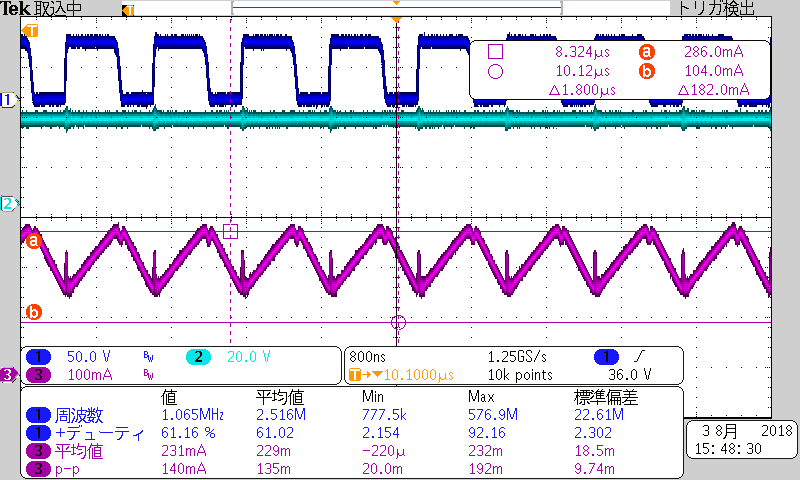 Tek 取込中 トリガ検出
T
T
8.324μs a 286.0mA
10.12μs b 104.0mA
Δ1.800μs Δ182.0mA
1
2
a
b
3
1 50.0 V BW 2 20.0 V
3 100mA BW
800ns 1.25GS/s 1
T→▼10.1000μs 10k points 36.0 V
値 平均値 Min Max 標準偏差
1 周波数 1.065MHz 2.516M 777.5k 576.9M 22.61M
1 +デューティ 61.16 % 61.02 2.154 92.16 2.302
3 平均値 231mA 229m -220μ 232m 18.5m
3 p-p 140mA 135m 20.0m 192m 9.74m
3 8月 2018
15:48:30